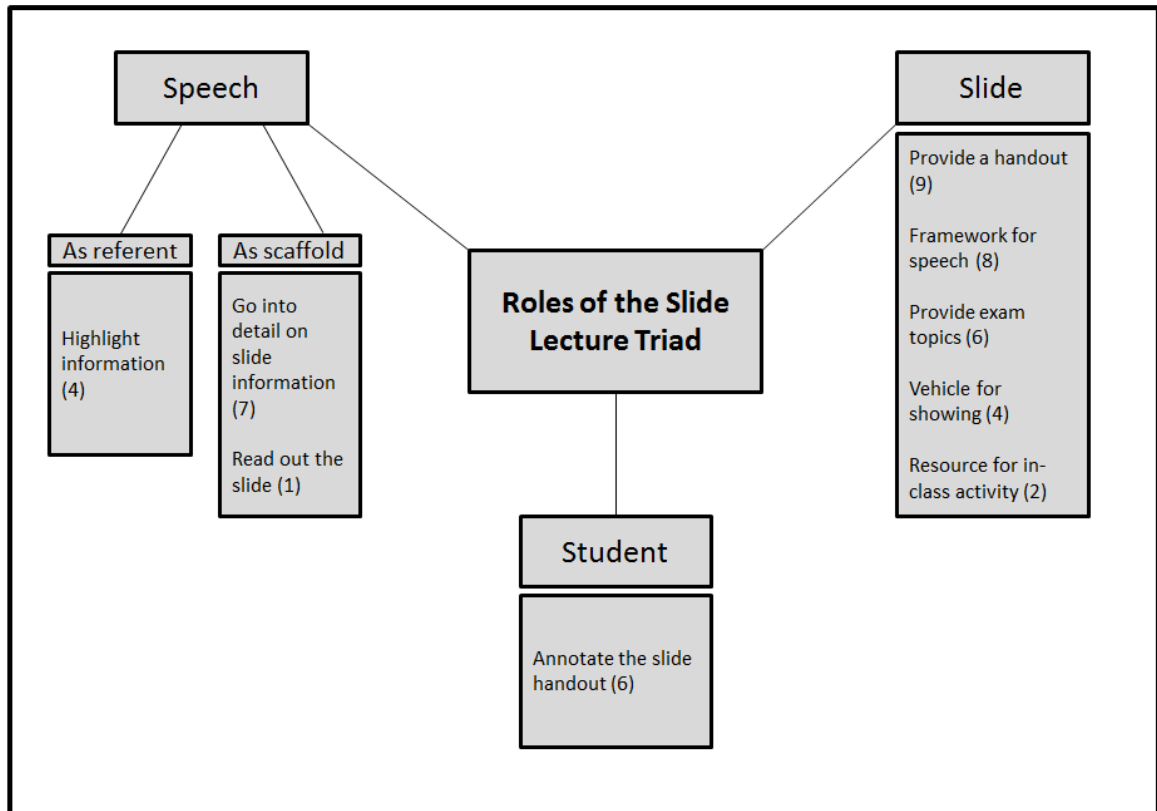 Speech
As referent
Highlight
information
(4)
As scaffold
Go into
detail on
slide
information
(7)
Read out the
slide (1)
Roles of the Slide
Lecture Triad
Student
Annotate the slide
handout (6)
Slide
Provide a handout
(9)
Framework for
speech (8)
Provide exam
topics (6)
Vehicle for
showing (4)
Resource for in-
class activity (2)